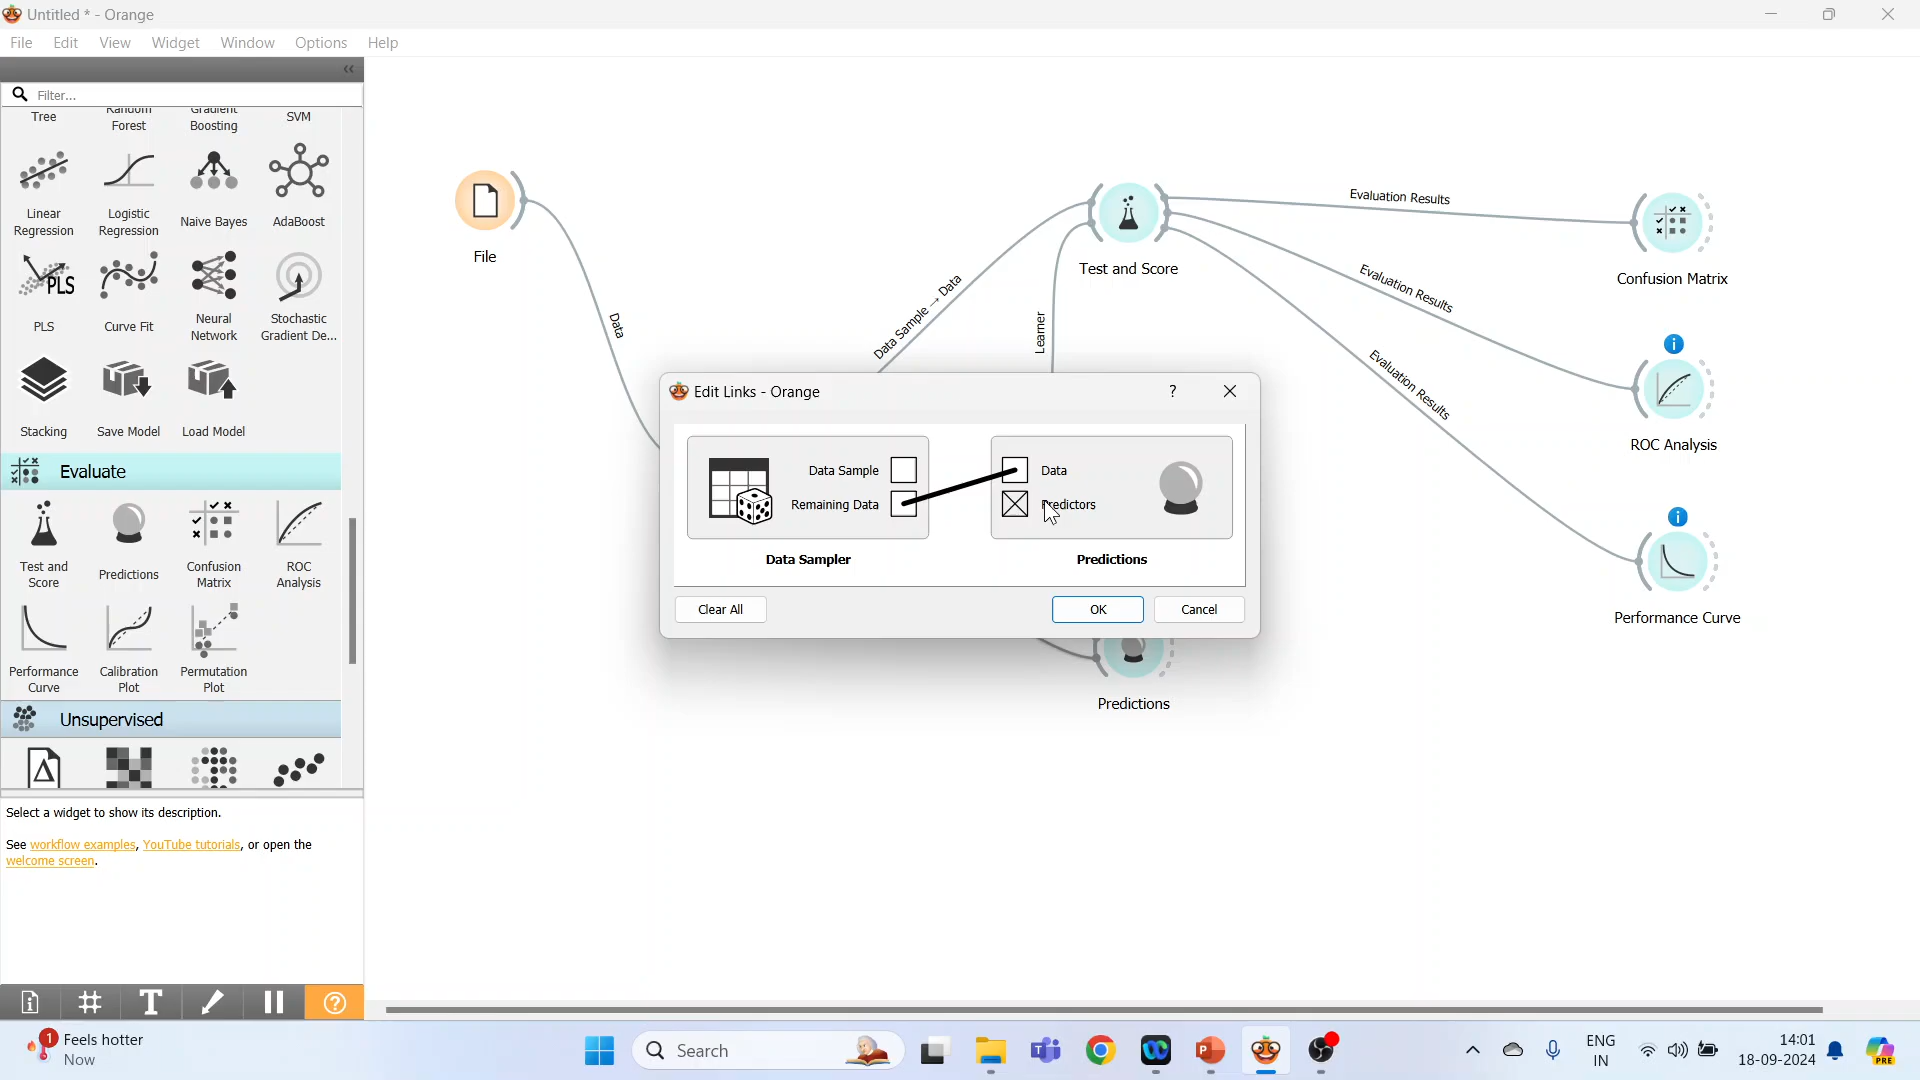 Untitled * - Orange
File Edit View Widget Window Options Help
Filter...
Tree Random Forest Gradient Boosting SVM
Linear Regression Logistic Regression Naive Bayes AdaBoost
PLS
PLS Curve Fit Neural Network Stochastic Gradient De...
Stacking Save Model Load Model
Evaluate
Test and Score Predictions Confusion Matrix ROC Analysis
Performance Curve Calibration Plot Permutation Plot
Unsupervised
Select a widget to show its description.
See workflow examples, YouTube tutorials, or open the
welcome screen.
File
Data
Data Sample → Data
Learner
Test and Score
Evaluation Results
Evaluation Results
Evaluation Results
Confusion Matrix
ROC Analysis
Performance Curve
Edit Links - Orange
Data Sample
Remaining Data
Data
Predictors
Data Sampler
Predictions
Clear All OK Cancel
Predictions
1 Feels hotter
Now
Search
ENG
IN
14:01
18-09-2024
PRE